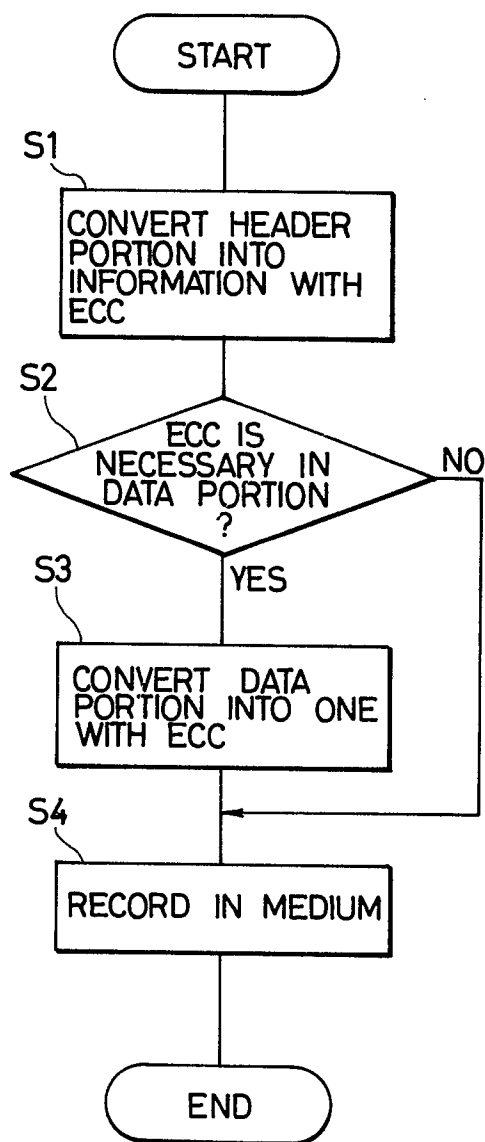 START
S1
CONVERT HEADER
PORTION INTO
INFORMATION WITH
ECC
S2
ECC IS
NECESSARY IN
DATA PORTION
?
NO
YES
S3
CONVERT DATA
PORTION INTO ONE
WITH ECC
S4
RECORD IN MEDIUM
END